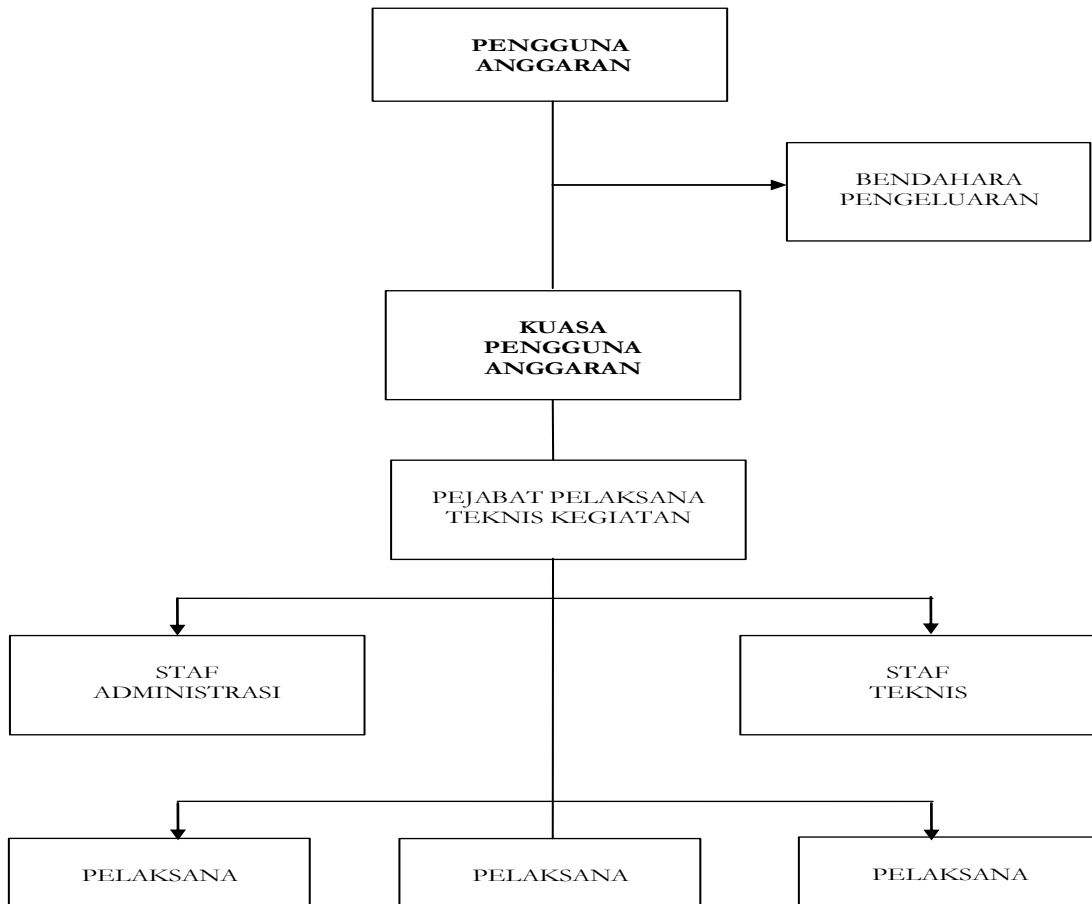 PENGGUNA
ANGGARAN
BENDAHARA
PENGELUARAN
KUASA
PENGGUNA
ANGGARAN
PEJABAT PELAKSANA
TEKNIS KEGIATAN
STAF
ADMINISTRASI
STAF
TEKNIS
PELAKSANA
PELAKSANA
PELAKSANA